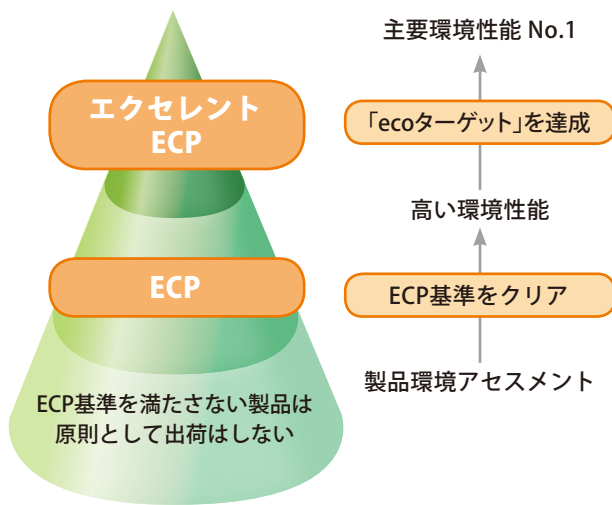 エクセレント
ECP
ECP
ECP基準を満たさない製品は
原則として出荷はしない
主要環境性能 No.1
「ecoターゲット」を達成
高い環境性能
ECP基準をクリア
製品環境アセスメント